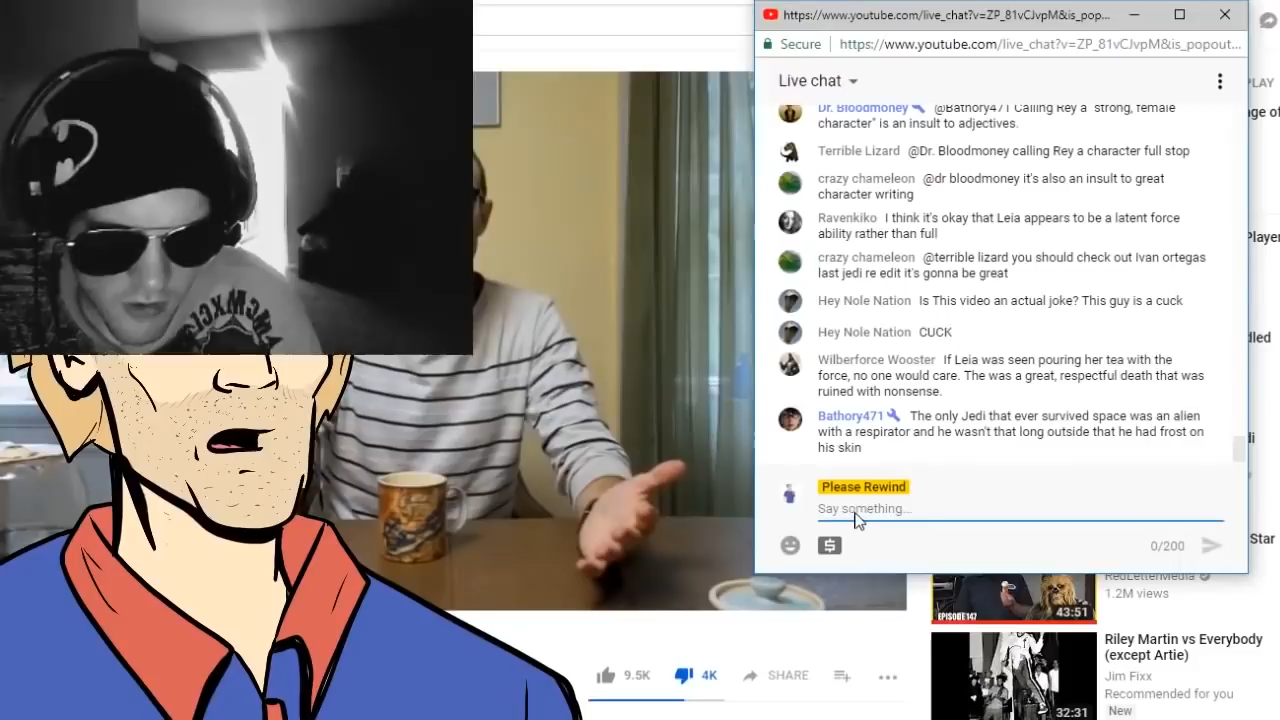 https://www.youtube.com/live_chat?v=ZP_81vCJvpM&is_pop...
Secure
https://www.youtube.com/live_chat?v=ZP_81vCJvpM&is_popout...
Live chat
Dr. Bloodmoney @Bathory471 Calling Rey a "strong, female
character" is an insult to adjectives.
Terrible Lizard @Dr. Bloodmoney calling Rey a character full stop
crazy chameleon @dr bloodmoney it's also an insult to great
character writing
Ravenkiko I think it's okay that Leia appears to be a latent force
ability rather than full
crazy chameleon @terrible lizard you should check out Ivan ortegas
last jedi re edit it's gonna be great
Hey Nole Nation Is This video an actual joke? This guy is a cuck
Hey Nole Nation CUCK
Wilberforce Wooster If Leia was seen pouring her tea with the
force, no one would care. The was a great, respectful death that was
ruined with nonsense.
Bathory471 The only Jedi that ever survived space was an alien
with a respirator and he wasn't that long outside that he had frost on
his skin
Please Rewind
Say something...
0/200
PLAY
ge of
Player
dled
di
Star
RedLetterMedia
1.2M views
EPISODE 147
43:51
Riley Martin vs Everybody
(except Artie)
Jim Fixx
Recommended for you
New
32:31
9.5K
4K
SHARE